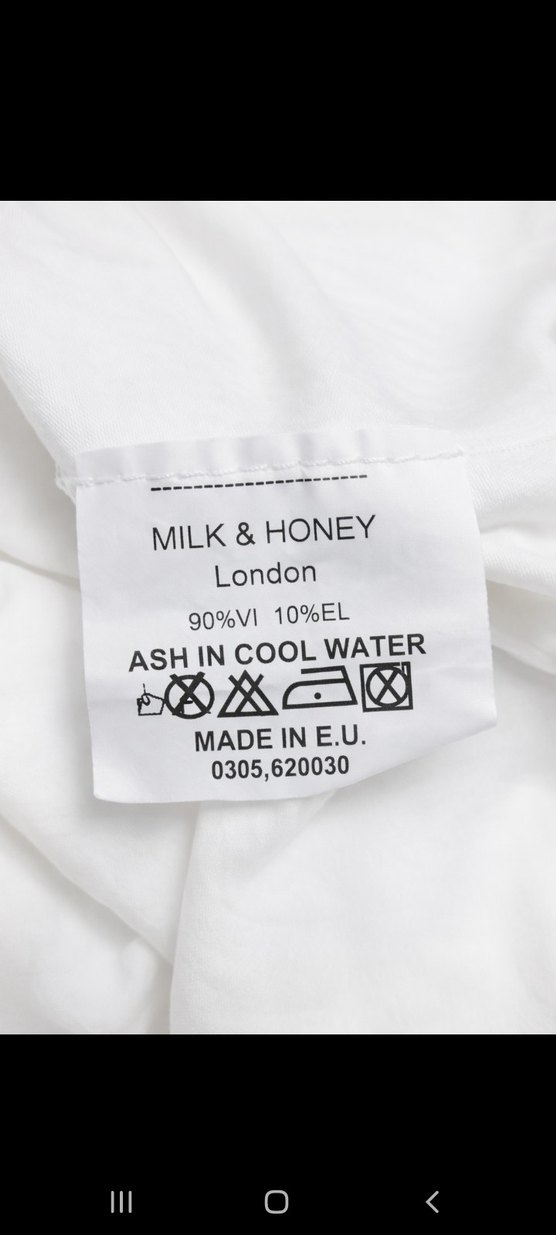 MILK & HONEY
London
90%VI 10%EL
ASH IN COOL WATER
MADE IN E.U.
0305,620030